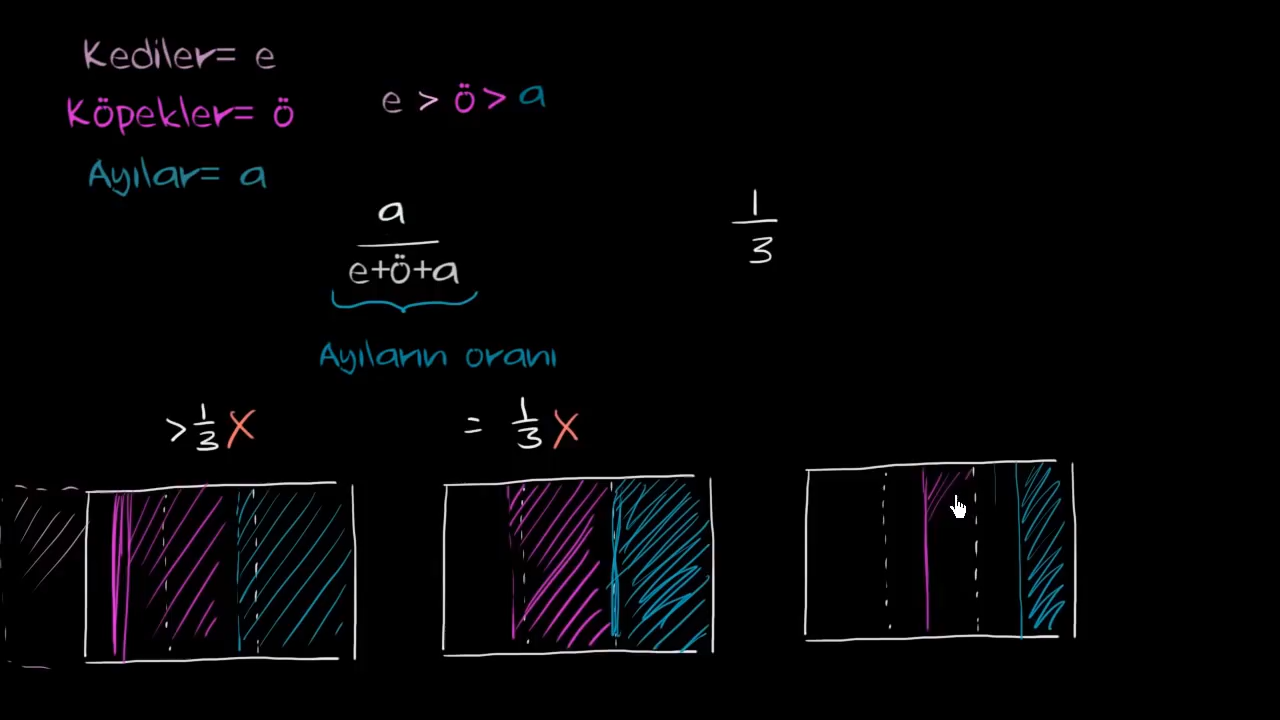 Kediler= e
Köpekler= ö
e > ö > a
Ayılar= a
a
e+ö+a
1
3
Ayıların oranı
> 1/3 X
= 1/3 X